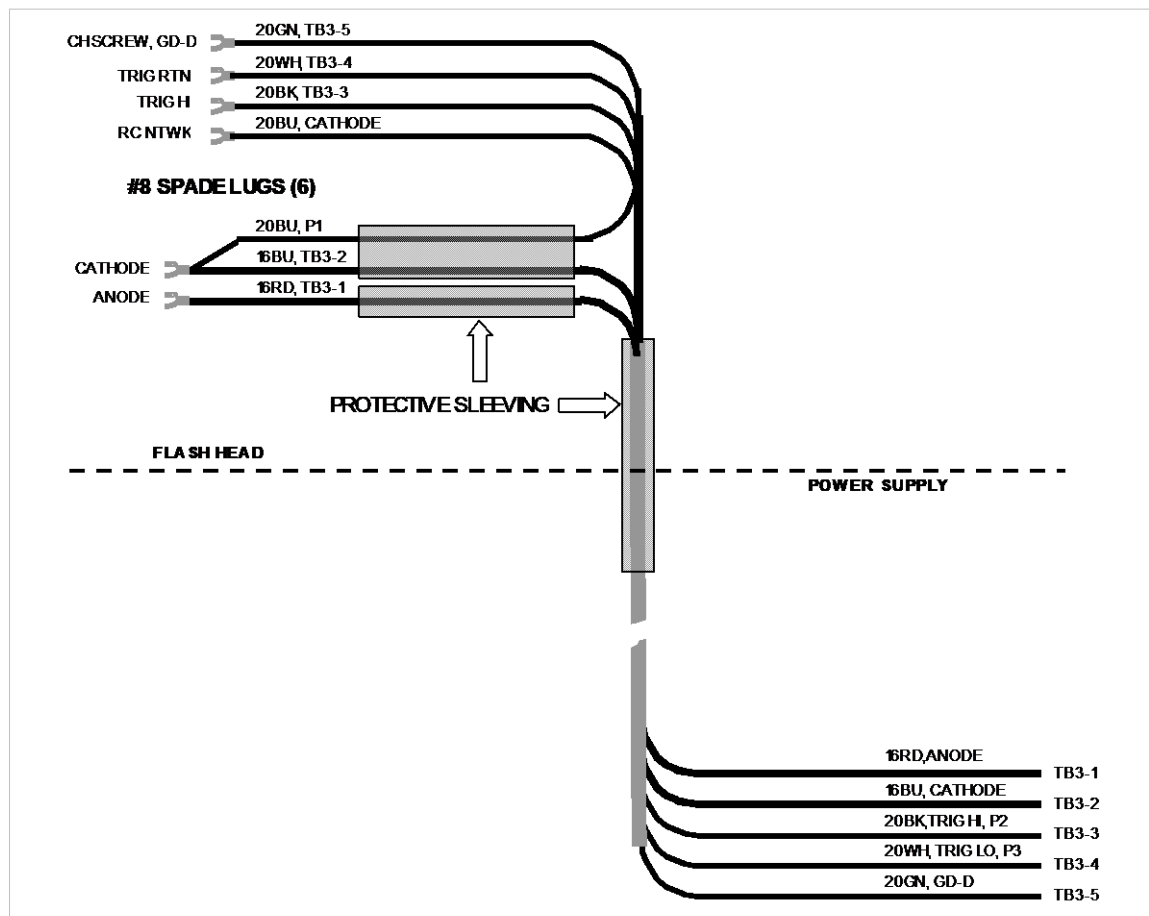 CHSCREW, GD-D 20GN, TB3-5
TRIG RTN 20WH, TB3-4
TRIG HI 20BK, TB3-3
RC NTWK 20BU, CATHODE
#8 SPADE LUGS (6)
20BU, P1
CATHODE 16BU, TB3-2
ANODE 16RD, TB3-1
PROTECTIVE SLEEVING
FLASH HEAD
POWER SUPPLY
16RD,ANODE TB3-1
16BU, CATHODE TB3-2
20BK,TRIG HI, P2 TB3-3
20WH, TRIG LO, P3 TB3-4
20GN, GD-D TB3-5